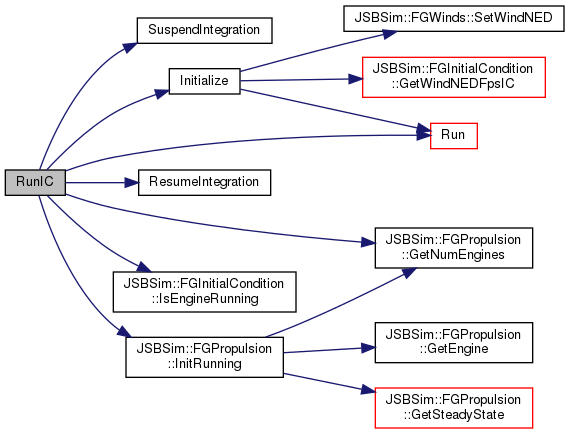 SuspendIntegration
JSBSim::FGWinds::SetWindNED
Initialize
JSBSim::FGInitialCondition
::GetWindNEDFpsIC
Run
RunIC
ResumeIntegration
JSBSim::FGPropulsion
::GetNumEngines
JSBSim::FGInitialCondition
::IsEngineRunning
JSBSim::FGPropulsion
::InitRunning
JSBSim::FGPropulsion
::GetEngine
JSBSim::FGPropulsion
::GetSteadyState